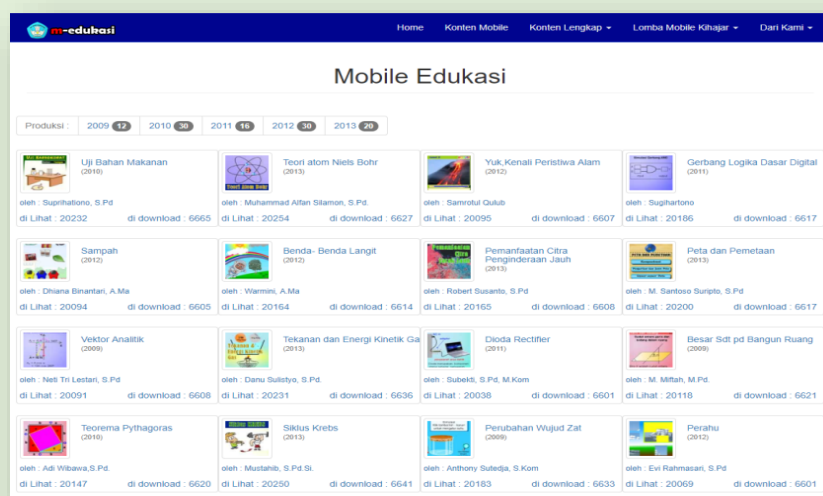 m-edukasi
Home Konten Mobile Konten Lengkap Lomba Mobile Kihajar Dari Kami
Mobile Edukasi
Produksi : 2009 12 2010 30 2011 16 2012 30 2013 20
Uji Bahan Makanan
(2010)
oleh : Suprihationo, S.Pd
di Lihat : 20232 di download : 6665
Teori atom Niels Bohr
(2013)
oleh : Muhammad Alfan Silamon, S.Pd.
di Lihat : 20254 di download : 6627
Yuk,Kenali Peristiwa Alam
(2012)
oleh : Samrotul Qulub
di Lihat : 20095 di download : 6607
Gerbang Logika Dasar Digital
(2011)
oleh : Sugihartono
di Lihat : 20186 di download : 6617
Sampah
(2012)
oleh : Dhiana Binantari, A.Ma
di Lihat : 20094 di download : 6605
Benda- Benda Langit
(2012)
oleh : Warmini, A.Ma
di Lihat : 20164 di download : 6614
Pemanfaatan Citra
Penginderaan Jauh
(2013)
oleh : Robert Susanto, S.Pd
di Lihat : 20165 di download : 6608
Peta dan Pemetaan
(2013)
oleh : M. Santoso Suripto, S.Pd
di Lihat : 20200 di download : 6617
Vektor Analitik
(2009)
oleh : Neti Tri Lestari, S.Pd
di Lihat : 20091 di download : 6608
Tekanan dan Energi Kinetik Ga
(2013)
oleh : Danu Sulistyo, S.Pd.
di Lihat : 20231 di download : 6636
Dioda Rectifier
(2011)
oleh : Subekti, S.Pd, M.Kom
di Lihat : 20038 di download : 6601
Besar Sdt pd Bangun Ruang
(2009)
oleh : M. Miftah, M.Pd.
di Lihat : 20118 di download : 6621
Teorema Pythagoras
(2010)
oleh : Adi Wibawa,S.Pd.
di Lihat : 20147 di download : 6620
Siklus Krebs
(2013)
oleh : Mustahib, S.Pd.Si.
di Lihat : 20250 di download : 6641
Perubahan Wujud Zat
(2009)
oleh : Anthony Sutedja, S.Kom
di Lihat : 20183 di download : 6633
Perahu
(2012)
oleh : Evi Rahmasari, S.Pd
di Lihat : 20069 di download : 6601